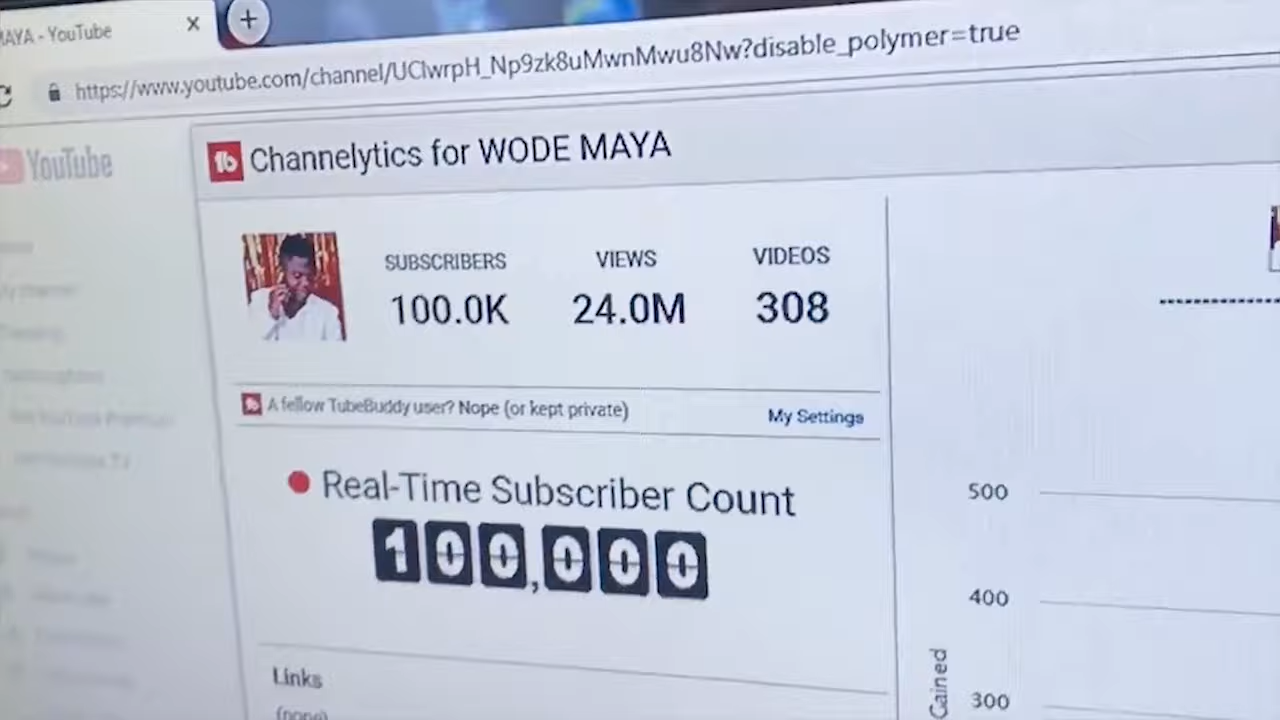 MAYA - YouTube
https://www.youtube.com/channel/UClwrpH_Np9zk8uMwnMwu8Nw?disable_polymer=true
YouTube
Channelytics for WODE MAYA
SUBSCRIBERS VIEWS VIDEOS
100.0K 24.0M 308
A fellow TubeBuddy user? Nope (or kept private) My Settings
Real-Time Subscriber Count
100,000
Links
(none)
500
400
300
Gained